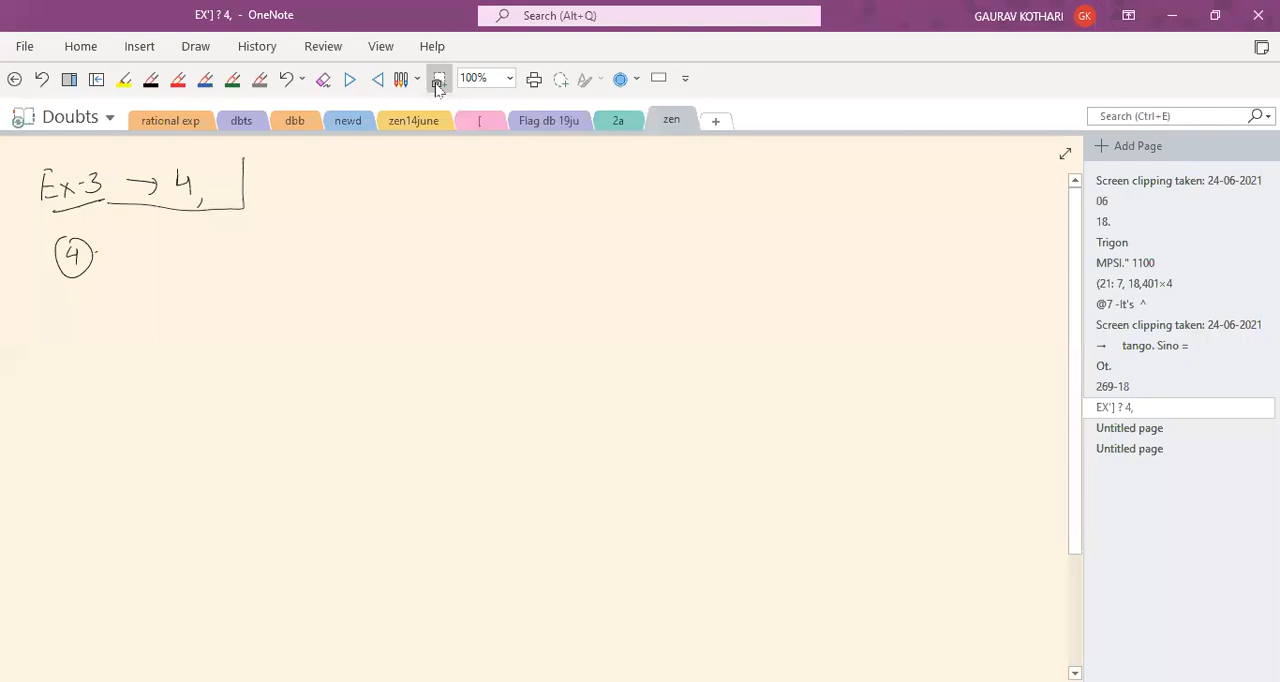 EX'] ? 4, - OneNote
Search (Alt+Q)
GAURAV KOTHARI GK
File Home Insert Draw History Review View Help
100%
Doubts
rational exp dbts dbb newd zen14june [ Flag db 19ju 2a zen
Search (Ctrl+E)
Add Page
Ex-3 → 4,
4
Screen clipping taken: 24-06-2021
06
18.
Trigon
MPSI." 1100
(21: 7, 18,401×4
@7 -It's ^
Screen clipping taken: 24-06-2021
→ tango. Sino =
Ot.
269-18
EX'] ? 4,
Untitled page
Untitled page